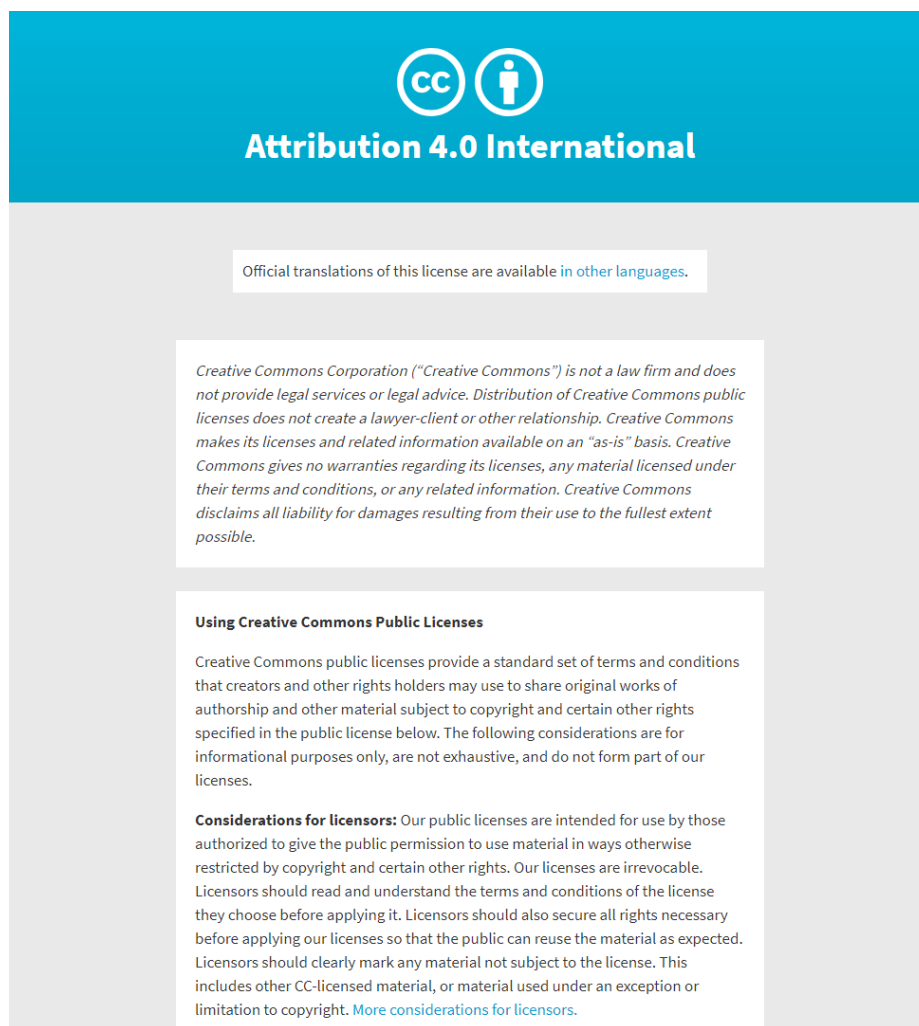 CC
Attribution 4.0 International
Official translations of this license are available in other languages.
Creative Commons Corporation (“Creative Commons”) is not a law firm and does
not provide legal services or legal advice. Distribution of Creative Commons public
licenses does not create a lawyer-client or other relationship. Creative Commons
makes its licenses and related information available on an “as-is” basis. Creative
Commons gives no warranties regarding its licenses, any material licensed under
their terms and conditions, or any related information. Creative Commons
disclaims all liability for damages resulting from their use to the fullest extent
possible.
Using Creative Commons Public Licenses
Creative Commons public licenses provide a standard set of terms and conditions
that creators and other rights holders may use to share original works of
authorship and other material subject to copyright and certain other rights
specified in the public license below. The following considerations are for
informational purposes only, are not exhaustive, and do not form part of our
licenses.
Considerations for licensors: Our public licenses are intended for use by those
authorized to give the public permission to use material in ways otherwise
restricted by copyright and certain other rights. Our licenses are irrevocable.
Licensors should read and understand the terms and conditions of the license
they choose before applying it. Licensors should also secure all rights necessary
before applying our licenses so that the public can reuse the material as expected.
Licensors should clearly mark any material not subject to the license. This
includes other CC-licensed material, or material used under an exception or
limitation to copyright. More considerations for licensors.